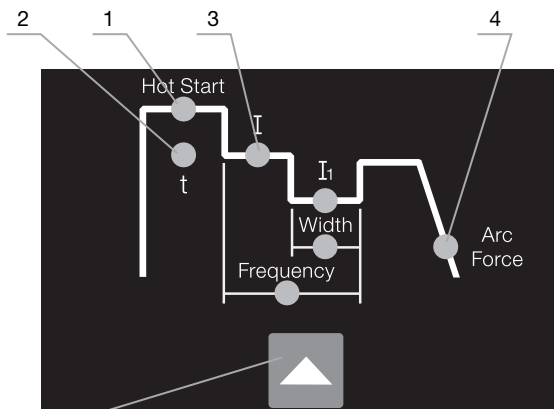 2 1 3 4
Hot Start
I
t
I₁
Width
Arc
Force
Frequency